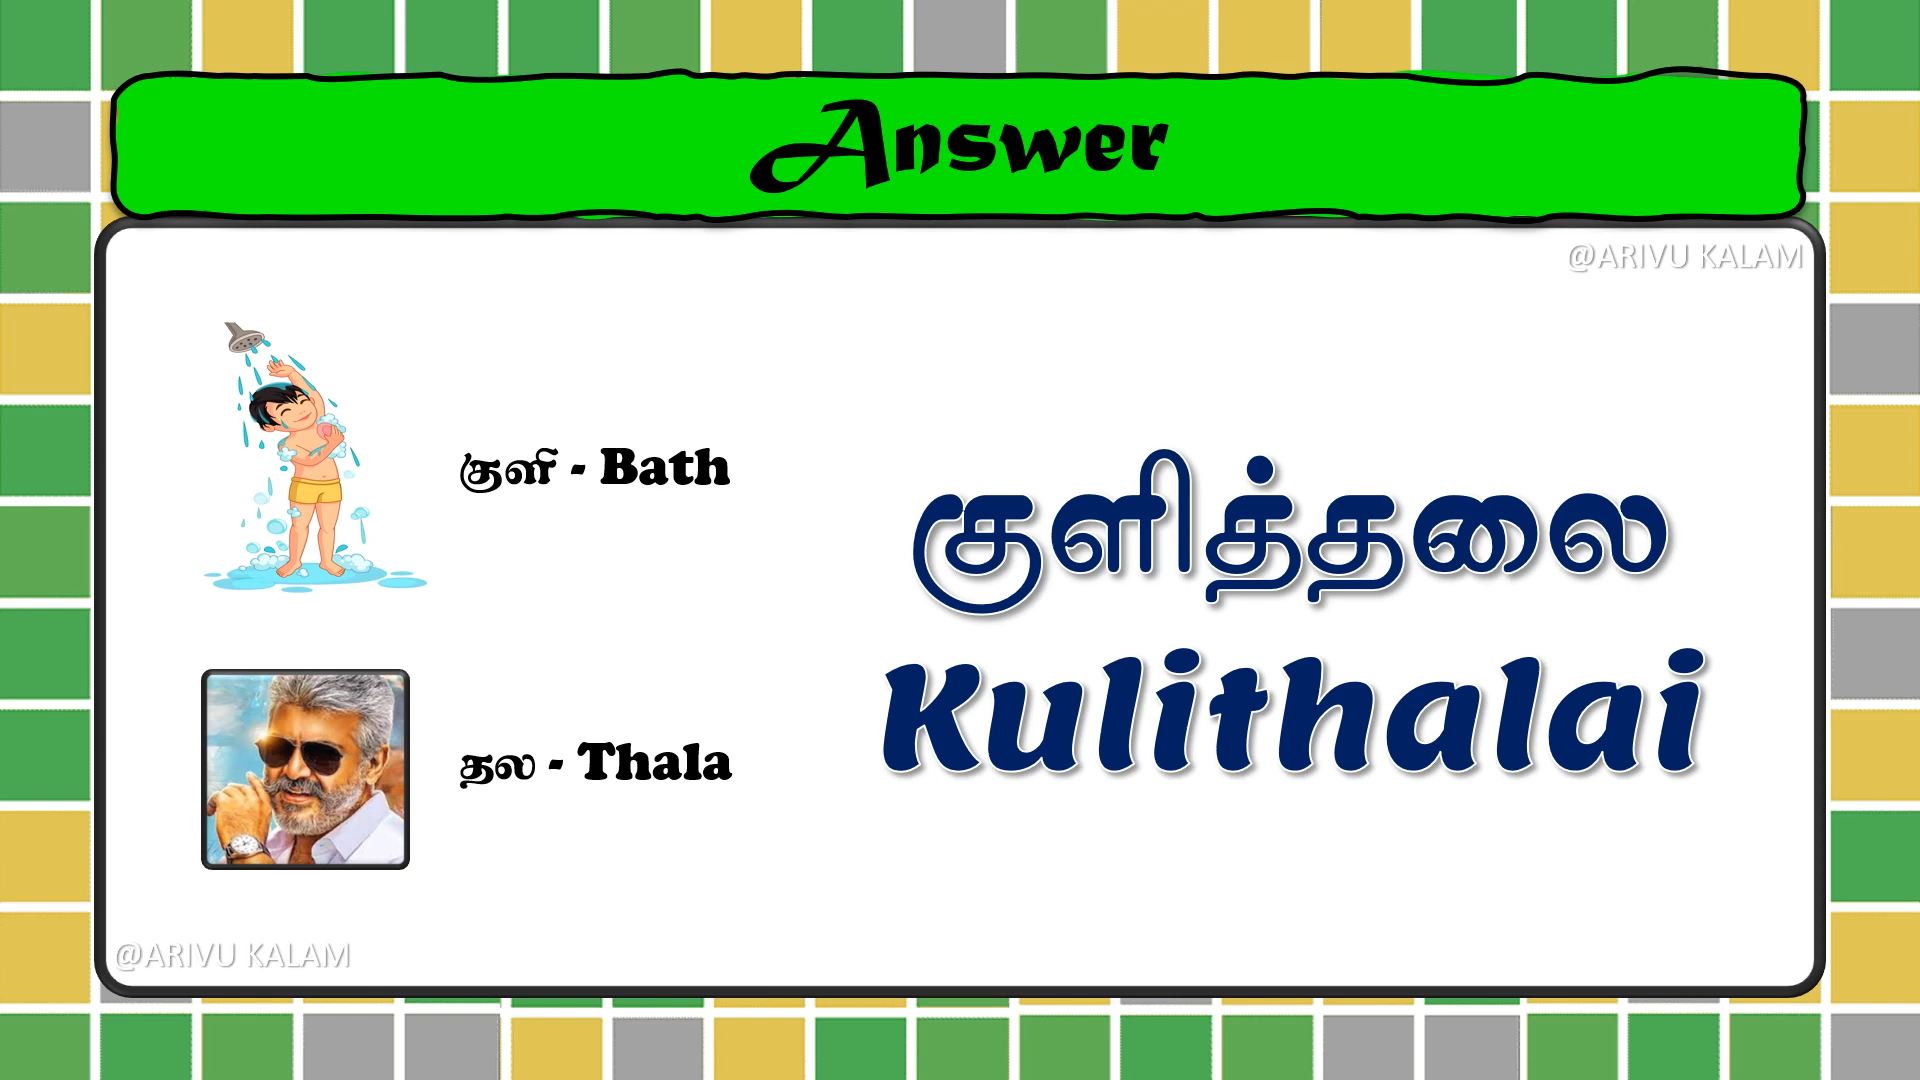 Answer
@ARIVU KALAM
குளி - Bath
குளித்தலை
Kulithalai
தல - Thala
@ARIVU KALAM